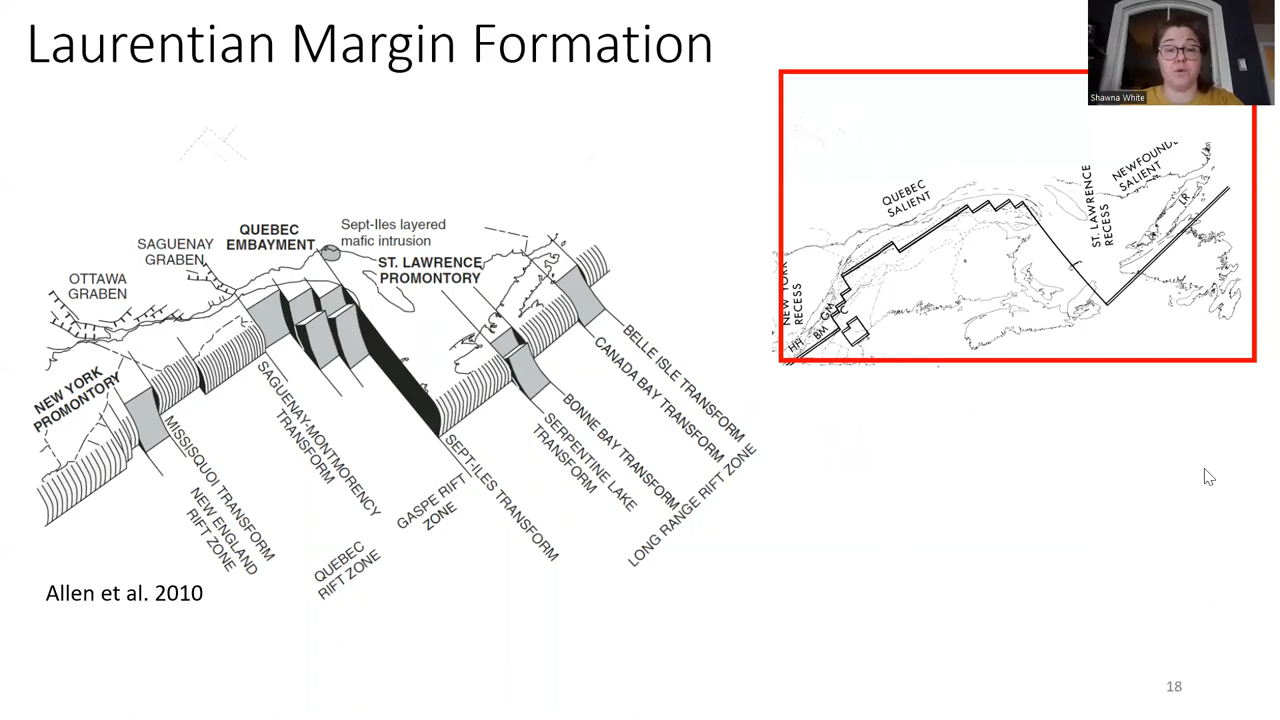 Laurentian Margin Formation
Shawna White
QUEBEC
SALIENT
ST. LAWRENCE
RECESS
SALIENT
I.R
NEW YORK
RECESS
HH
BM
GM
C
SAGUENAY
GRABEN
QUEBEC
EMBAYMENT
Sept-Iles layered
mafic intrusion
ST. LAWRENCE
PROMONTORY
OTTAWA
GRABEN
NEW YORK
PROMONTORY
MISSISQUOI TRANSFORM
NEW ENGLAND
RIFT ZONE
SAGUENAY-MONTMORENCY
TRANSFORM
QUEBEC
RIFT ZONE
GASPE RIFT
ZONE
SEPT-ILES TRANSFORM
SERPENTINE LAKE
TRANSFORM
BONNE BAY TRANSFORM
CANADA BAY TRANSFORM
BELLE ISLE TRANSFORM
LONG RANGE RIFT ZONE
Allen et al. 2010
18